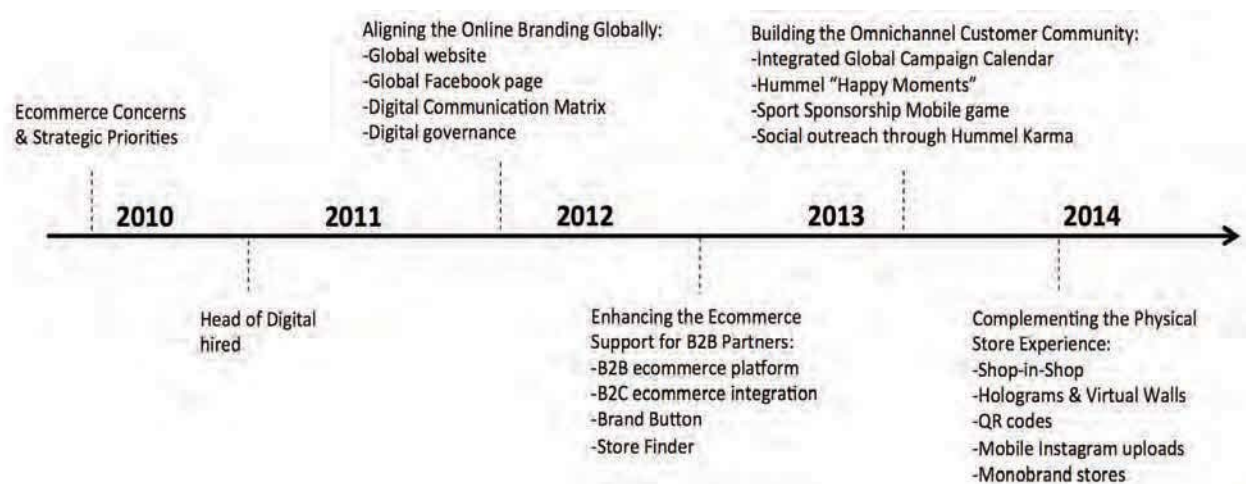 Ecommerce Concerns
& Strategic Priorities
Aligning the Online Branding Globally:
-Global website
-Global Facebook page
-Digital Communication Matrix
-Digital governance
Building the Omnichannel Customer Community:
-Integrated Global Campaign Calendar
-Hummel “Happy Moments”
-Sport Sponsorship Mobile game
-Social outreach through Hummel Karma
2010 2011 2012 2013 2014
Head of Digital
hired
Enhancing the Ecommerce
Support for B2B Partners:
-B2B ecommerce platform
-B2C ecommerce integration
-Brand Button
-Store Finder
Complementing the Physical
Store Experience:
-Shop-in-Shop
-Holograms & Virtual Walls
-QR codes
-Mobile Instagram uploads
-Monobrand stores